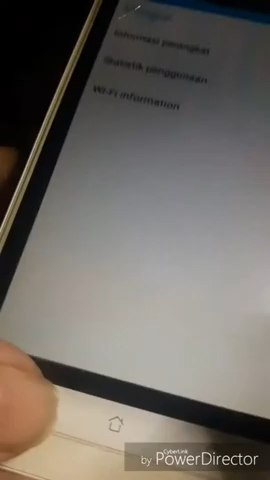 Informasi perangkat
Statistik penggunaan
Wi-Fi information
CyberLink
by PowerDirector